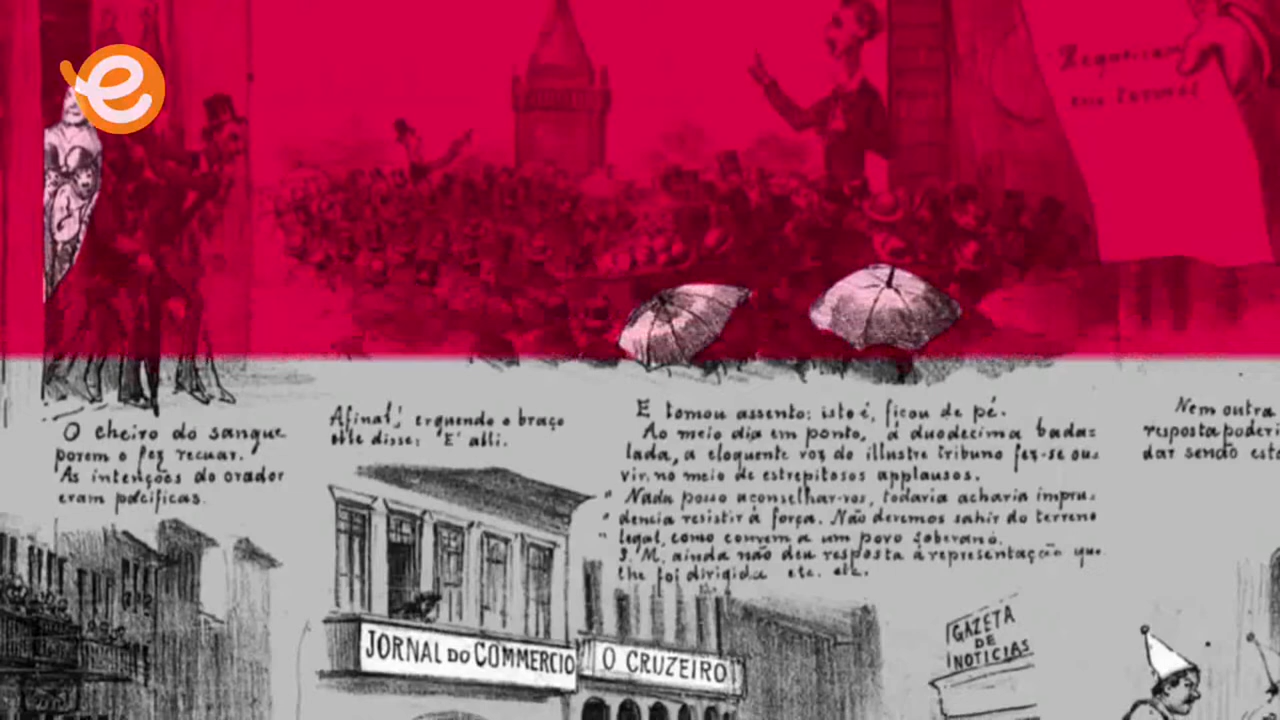 e
O cheiro do sangue
porem o fez recuar.
As intenções do orador
eram pacificas.
Afinal, erguendo o braço
elle disse: "E' alli.
E tomou assento: isto é, ficou de pé.
Ao meio dia em ponto, á duodecima bada-
lada, a eloquente voz do illustre tribuno fez-se ou-
vir, no meio de estrepitosos applausos.
" Nada posso aconselhar-vos, todavia acharia impru-
" dencia resistir á força. Não devemos sahir do terreno
" legal, como convem a um povo soberano.
S. M. ainda não deu resposta á representação que
lhe foi dirigida etc. etc.
Nem outra
resposta poderi
dar sendo este
JORNAL DO COMMERCIO
O CRUZEIRO
GAZETA
DE
NOTICIAS